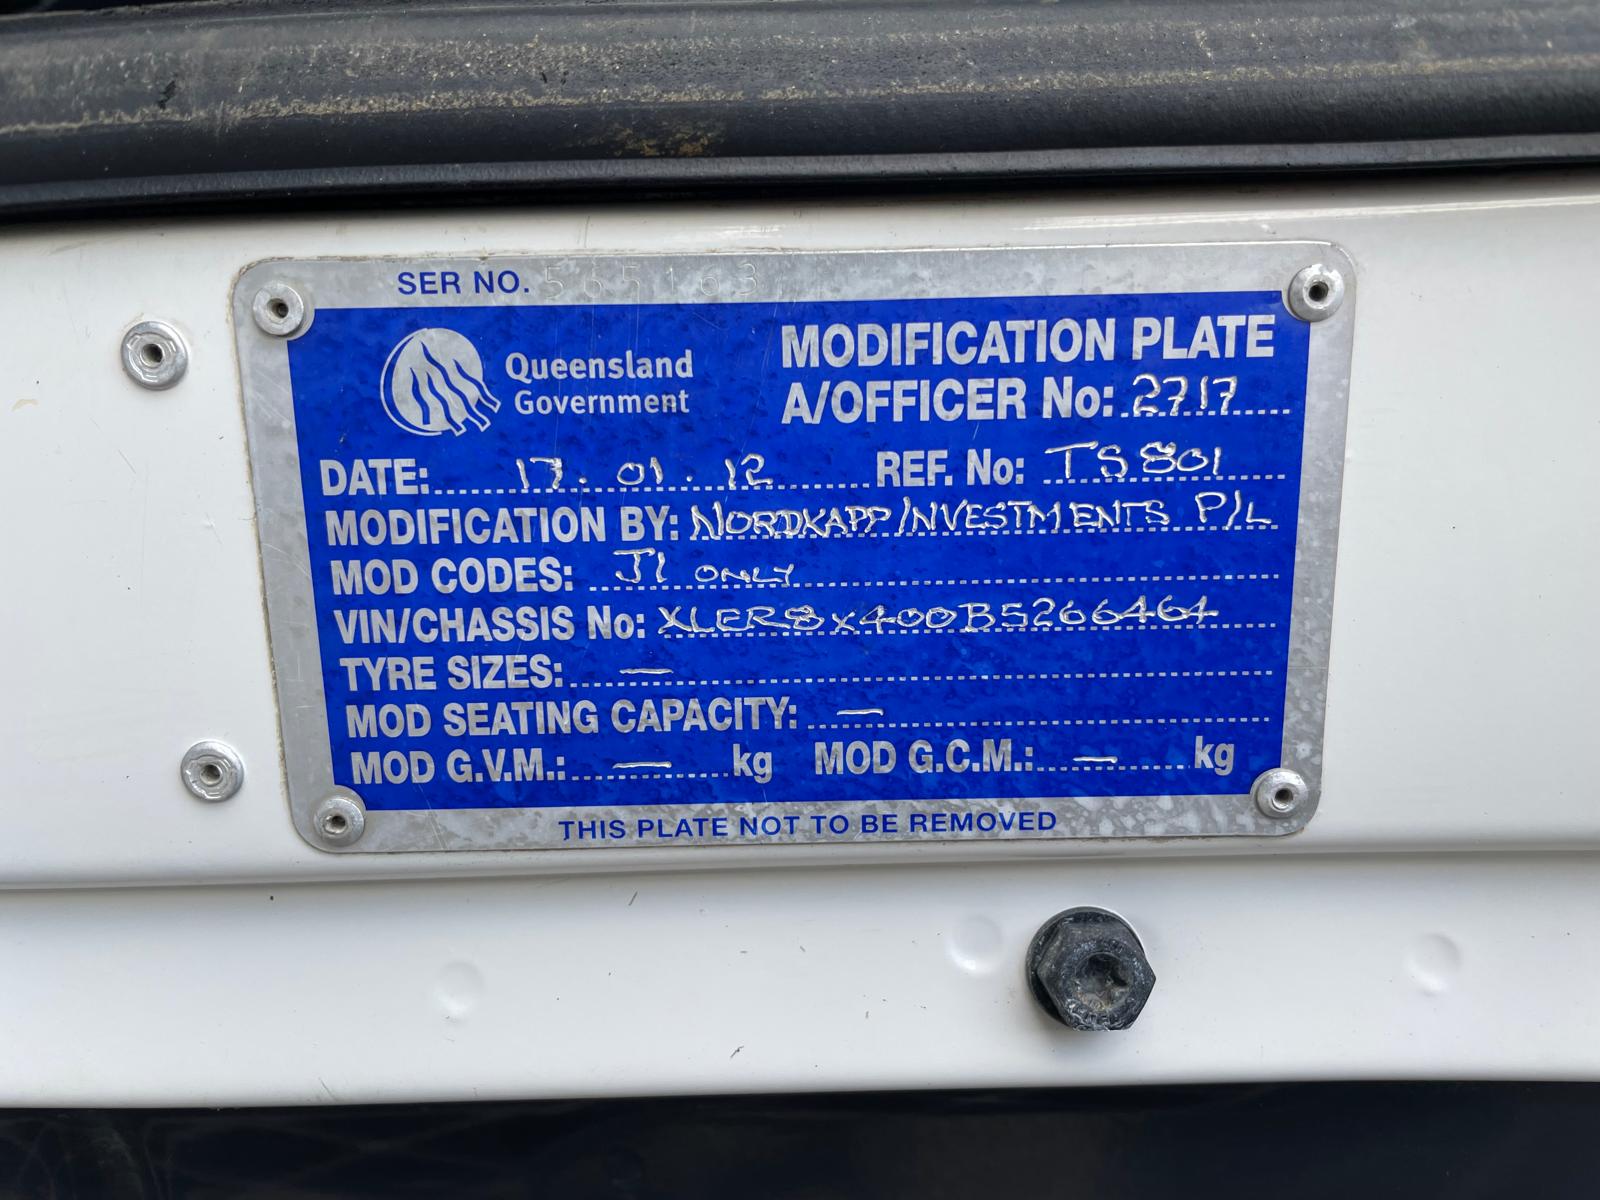 SER NO. 565163
Queensland
Government
MODIFICATION PLATE
A/OFFICER No: 2717
DATE: 17.01.12 REF. No: TS801
MODIFICATION BY: NORDKAPP INVESTMENTS P/L
MOD CODES: J1 ONLY
VIN/CHASSIS No: XLER8X400B5266464
TYRE SIZES: —
MOD SEATING CAPACITY: —
MOD G.V.M.: — kg MOD G.C.M.: — kg
THIS PLATE NOT TO BE REMOVED